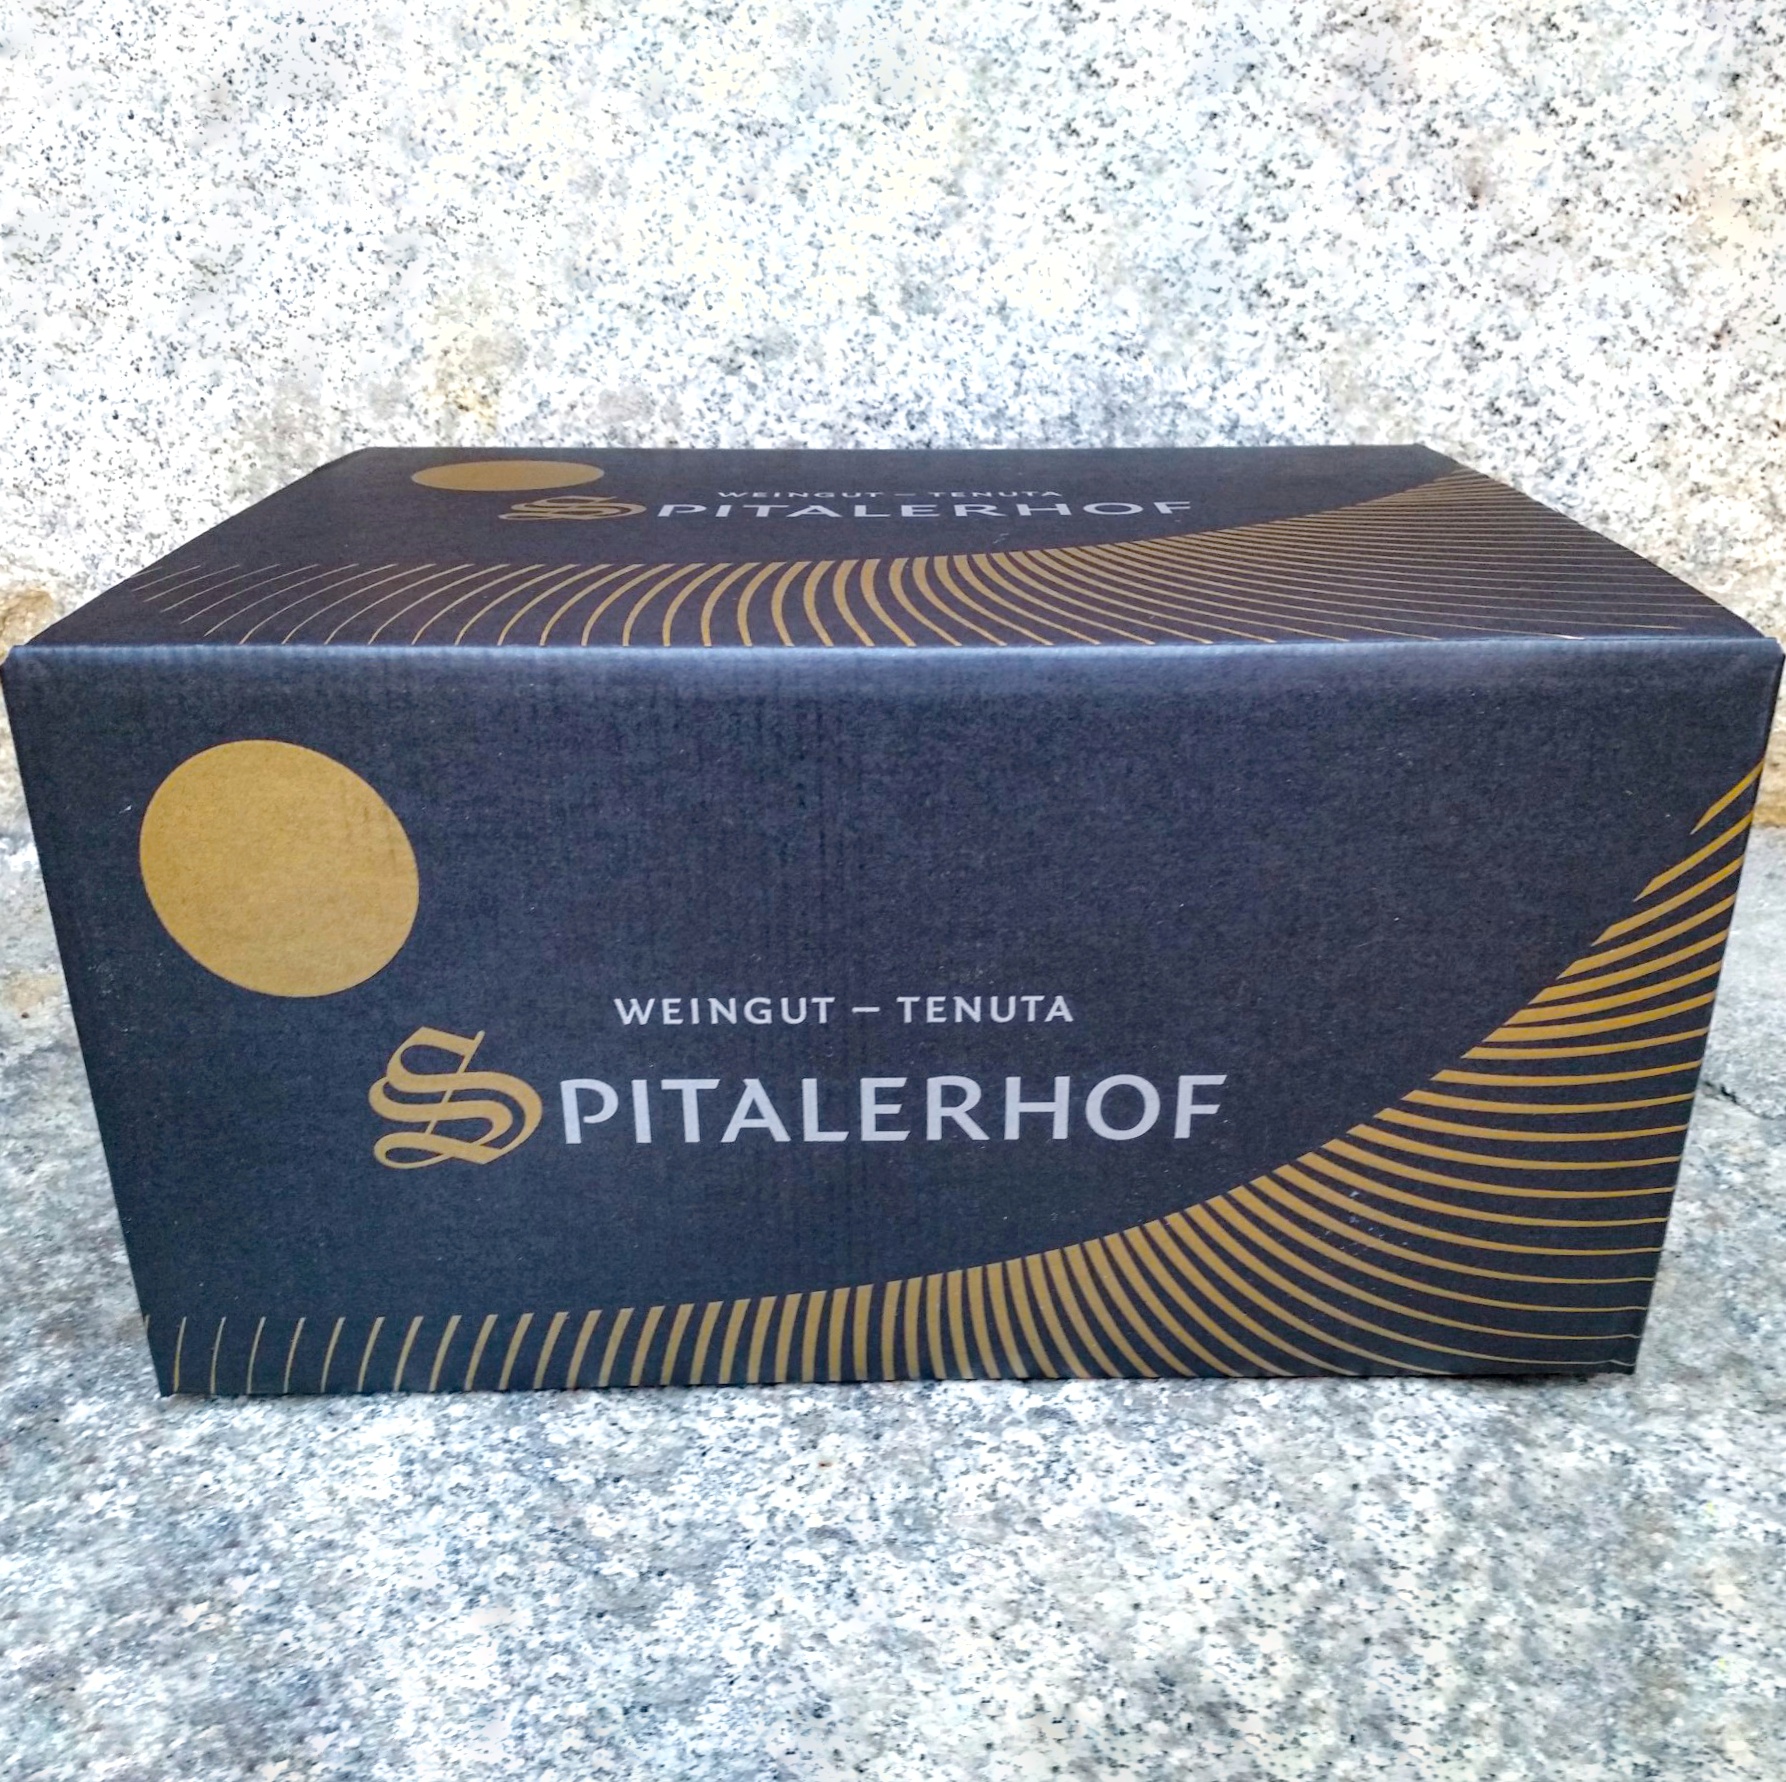 WEINGUT – TENUTA
SPITALERHOF
WEINGUT – TENUTA
SPITALERHOF